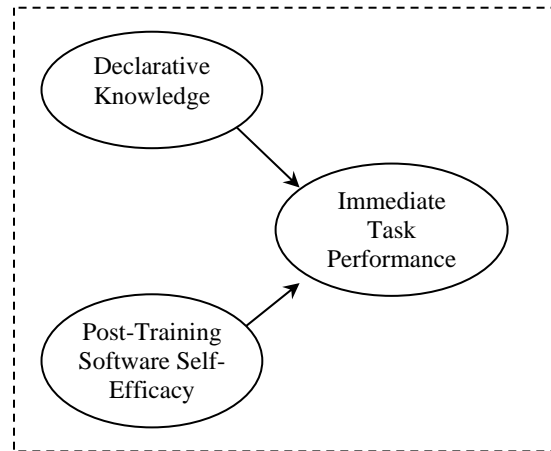 Declarative
Knowledge
Immediate
Task
Performance
Post-Training
Software Self-
Efficacy